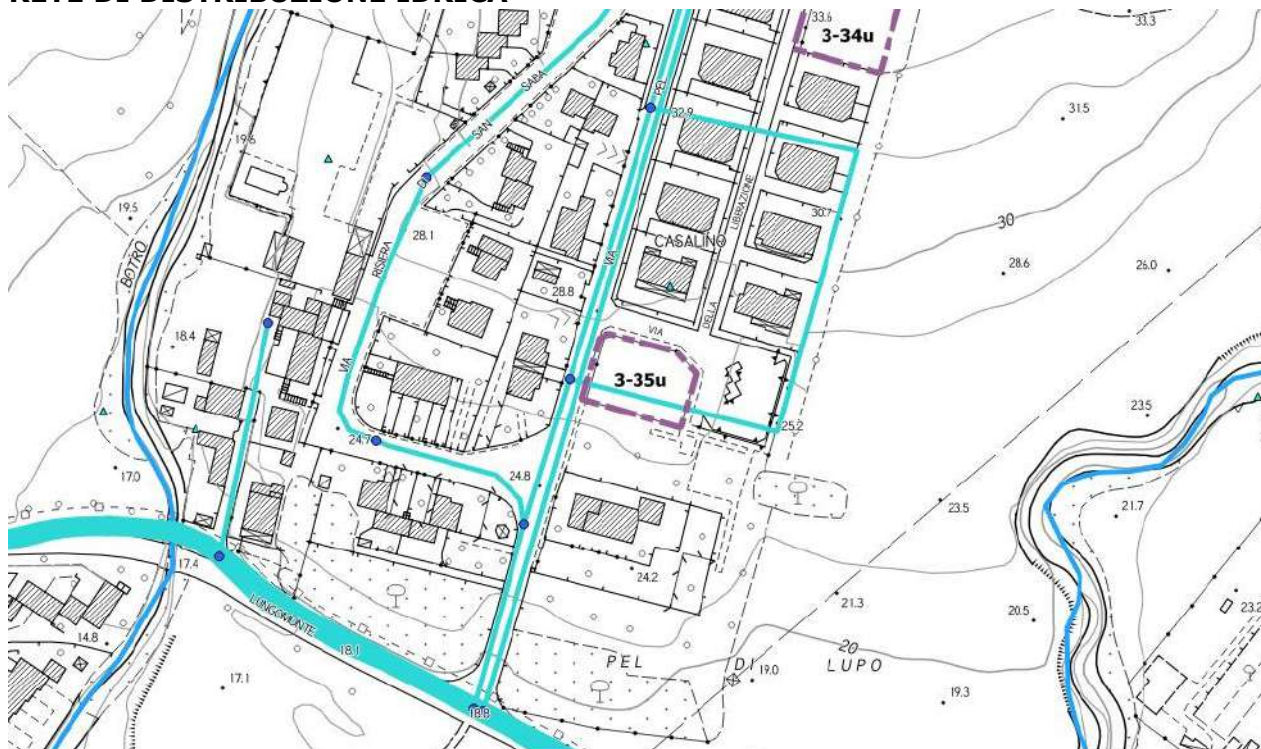 RETE DI DISTRIBUZIONE IDRICA
33.6
3-34u
33.3
SABA
PEL
32.9
31.5
19.6
SAN
DI
LIBERAZIONE
19.5
30.7
30
28.1
CASALINO
BOTRO
RISIERA
VIA
28.6
26.0
28.8
DELLA
VIA
18.4
VIA
3-35u
23.5
25.2
24.7
24.8
17.0
23.5
21.7
17.4
24.2
LUNGOMONTE
21.3
20.5
23.2
14.8
18.1
20
PEL DI LUPO
17.1
19.0
19.3
18.8